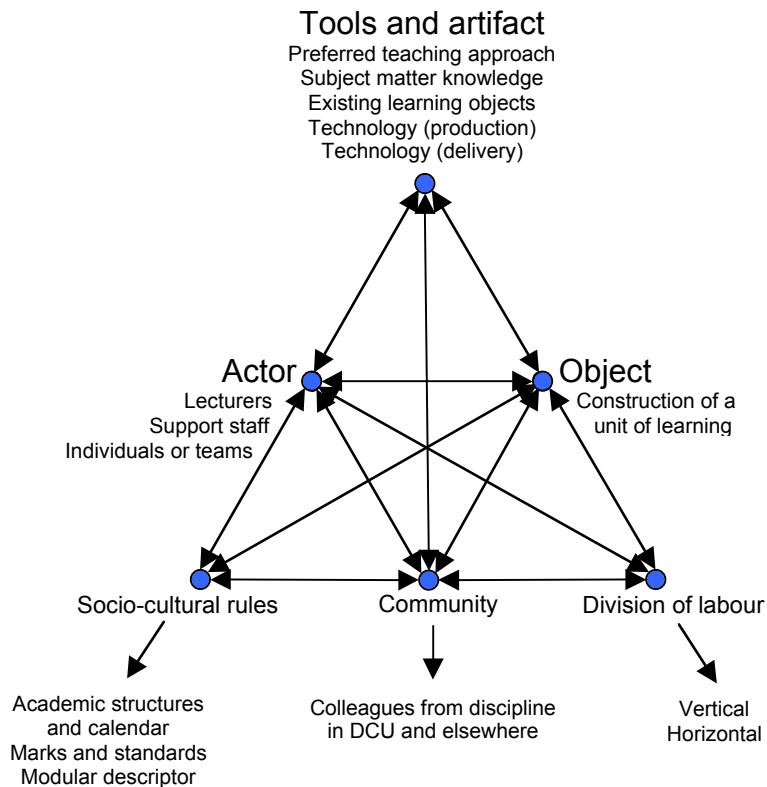 Tools and artifact
Preferred teaching approach
Subject matter knowledge
Existing learning objects
Technology (production)
Technology (delivery)
Actor
Lecturers
Support staff
Individuals or teams
Object
Construction of a
unit of learning
Socio-cultural rules
Community
Division of labour
Academic structures
and calendar
Marks and standards
Modular descriptor
Colleagues from discipline
in DCU and elsewhere
Vertical
Horizontal